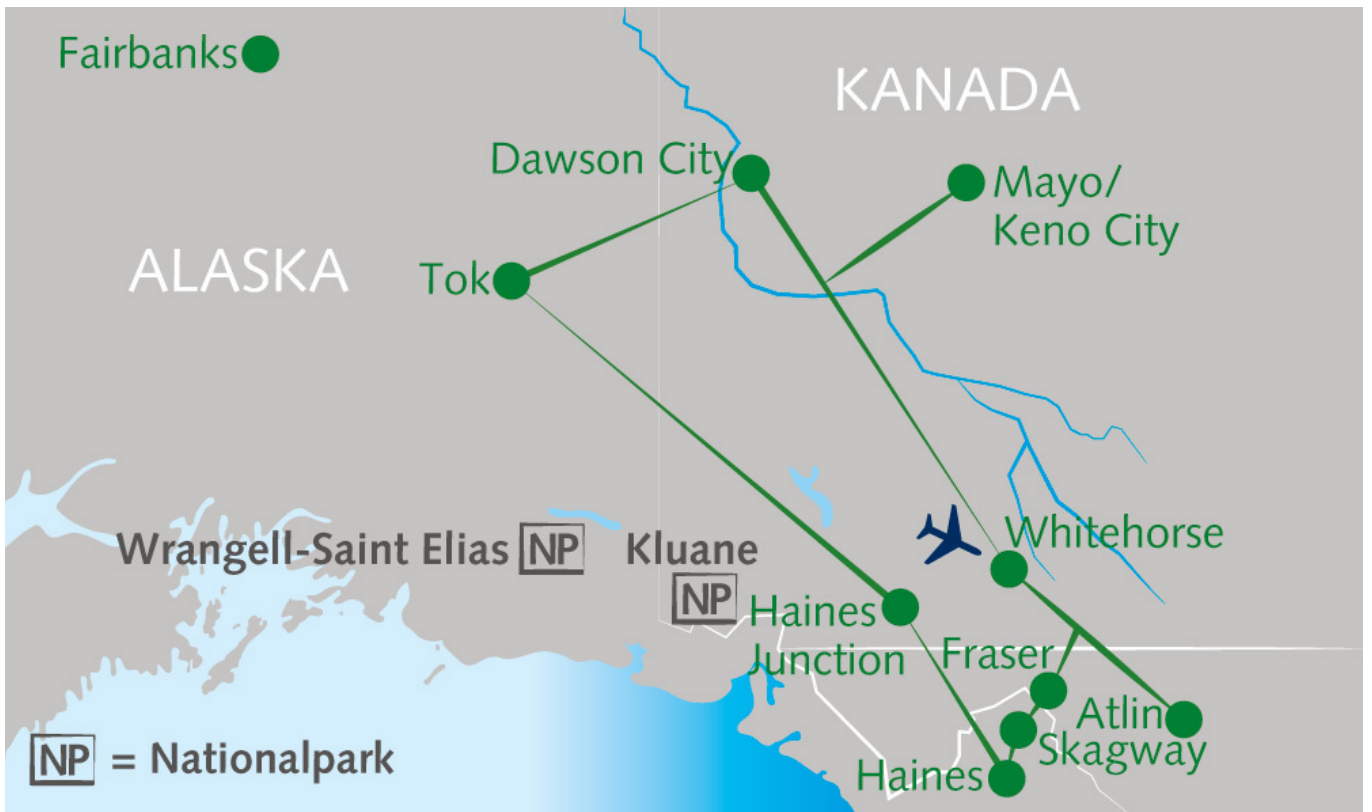 Fairbanks
KANADA
Dawson City
Mayo/
Keno City
ALASKA
Tok
Whitehorse
Wrangell-Saint Elias NP
Kluane
NP
Haines
Junction
Fraser
Atlin
Skagway
Haines
NP = Nationalpark